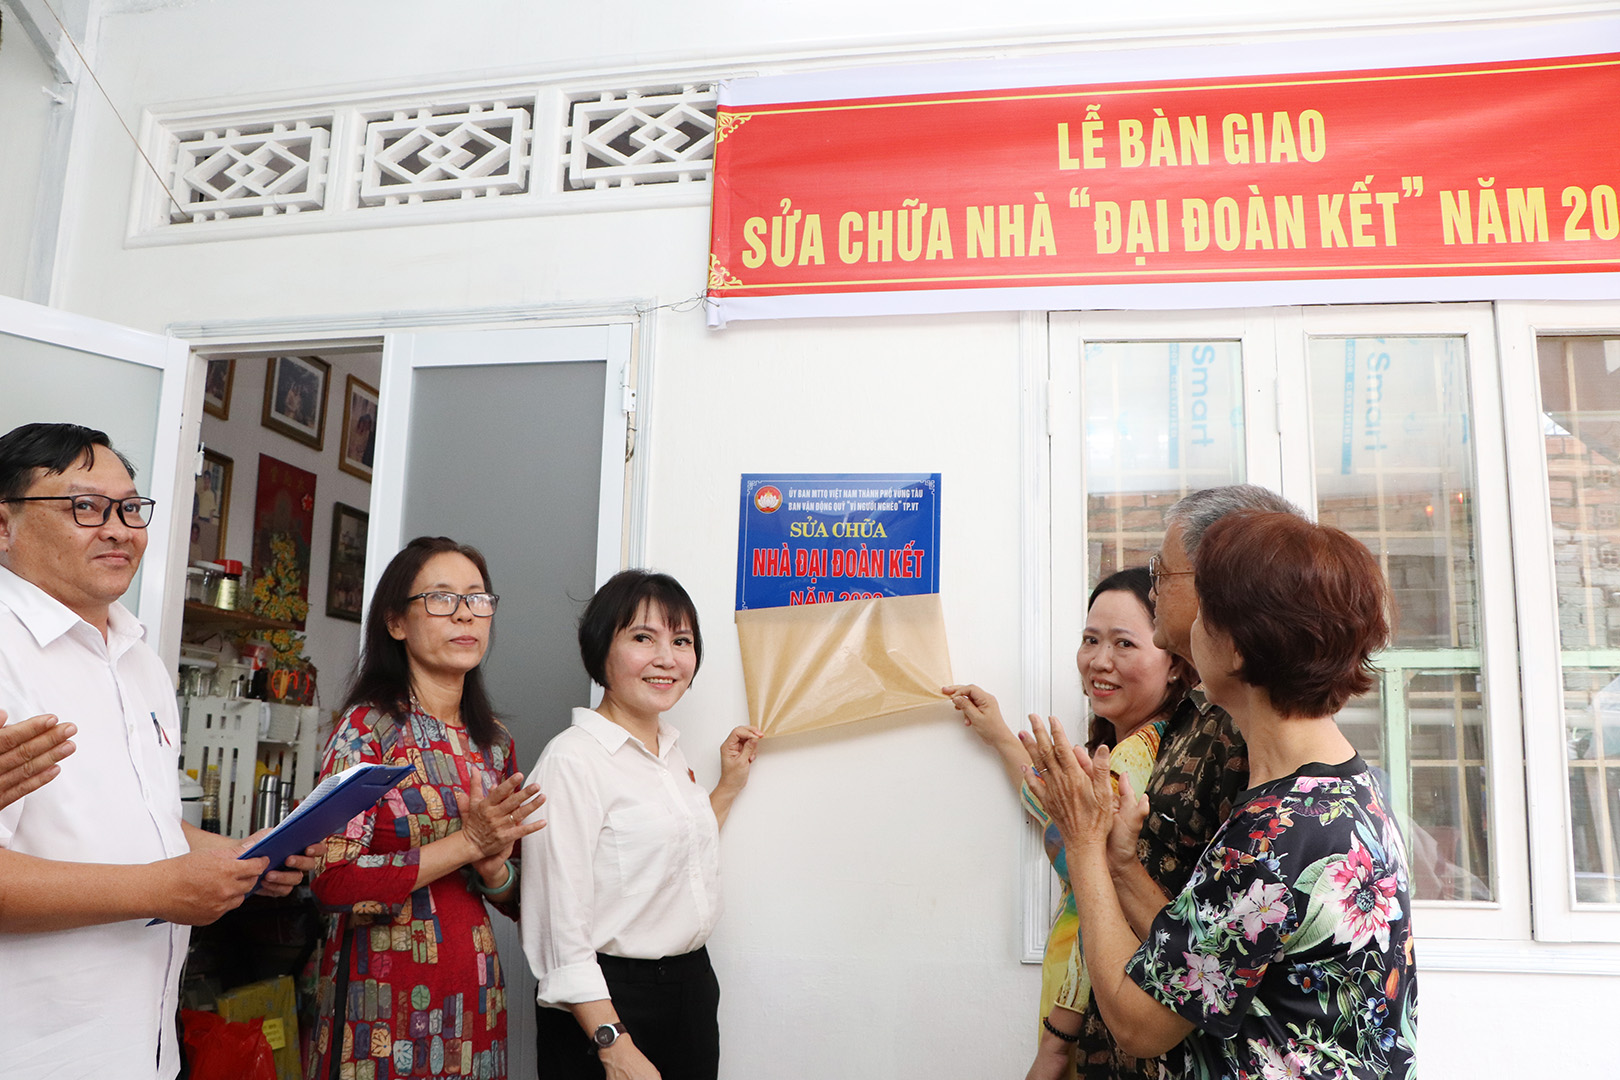 LỄ BÀN GIAO
SỬA CHỮA NHÀ "ĐẠI ĐOÀN KẾT" NĂM 20
ỦY BAN MTTQ VIỆT NAM THÀNH PHỐ VŨNG TÀU
BAN VẬN ĐỘNG QUỸ "VÌ NGƯỜI NGHÈO" TP.VT
SỬA CHỮA
NHÀ ĐẠI ĐOÀN KẾT
NĂM
Smart
Smart